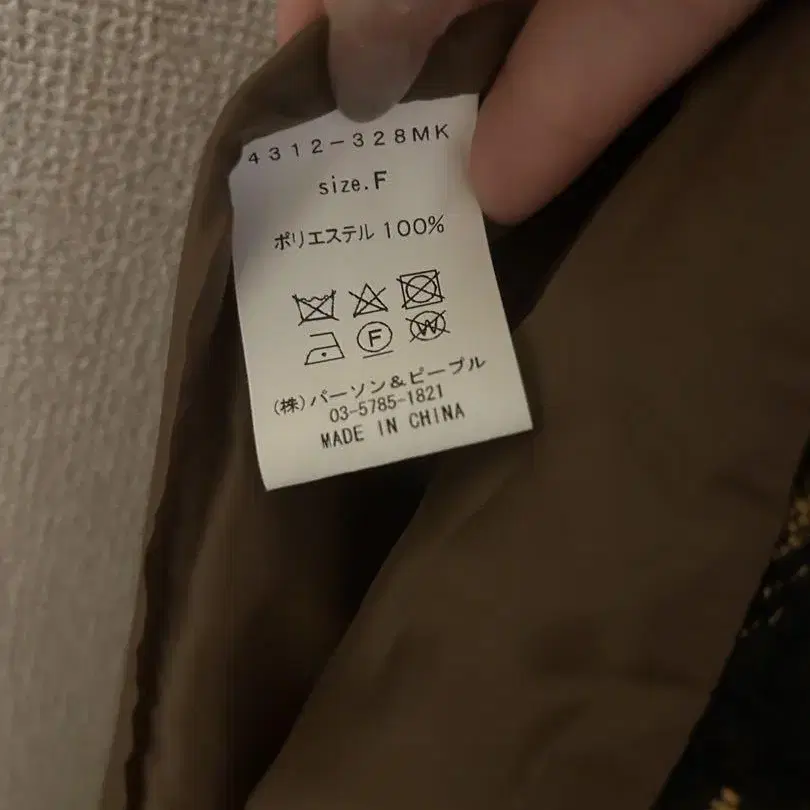 4312-328MK
size.F
ポリエステル 100%
F W
(株)パーソン&ピープル
03-5785-1821
MADE IN CHINA